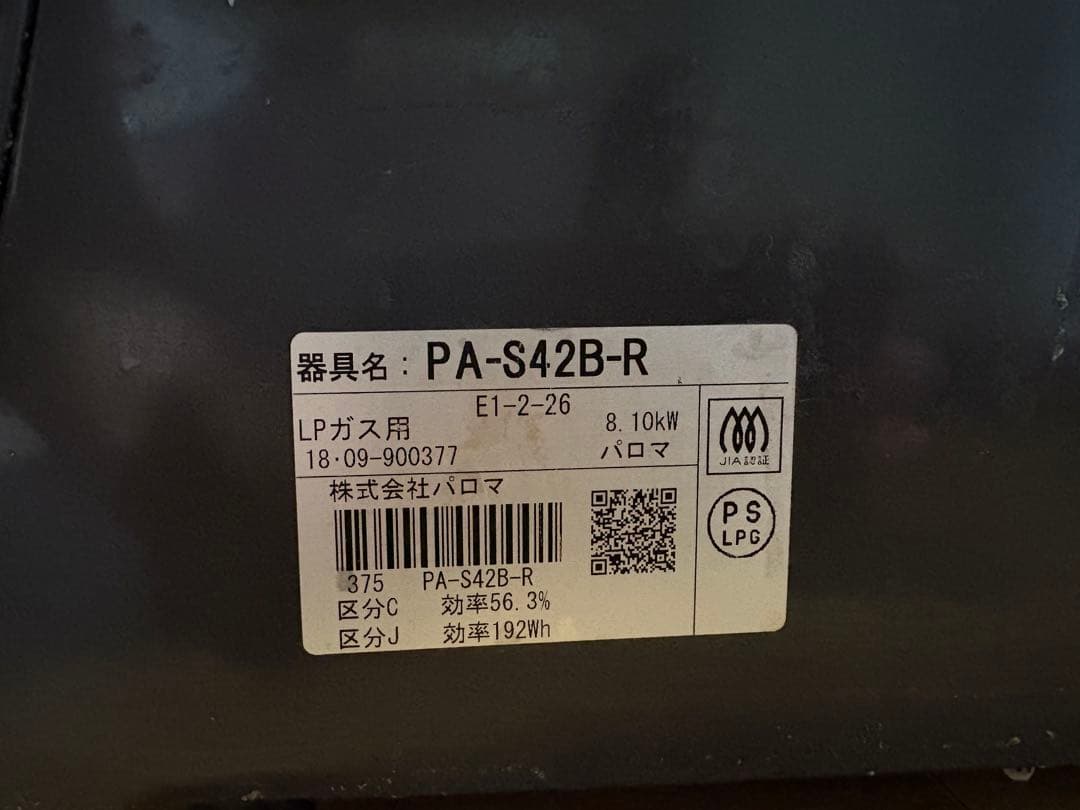 器具名：PA-S42B-R
E1-2-26
LPガス用 8.10kW
18・09-900377 パロマ
JIA認証
株式会社パロマ
PS
LPG
375 PA-S42B-R
区分C 効率56.3%
区分J 効率192Wh